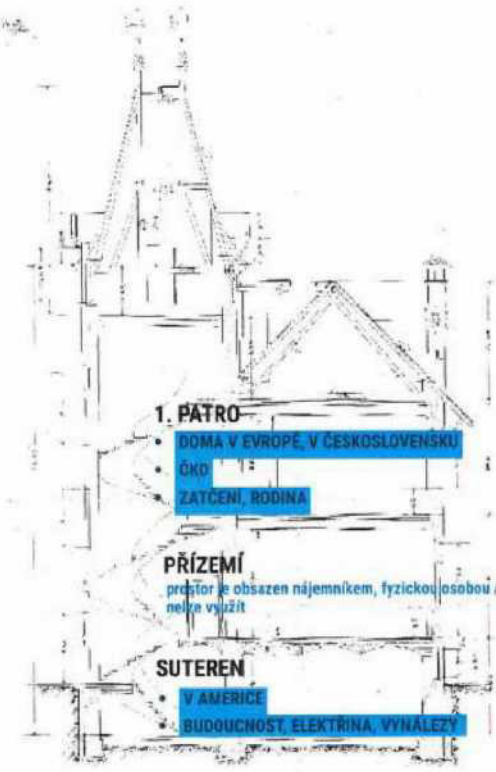 1. PATRO
• DOMA V EVROPĚ, V ČESKOSLOVENSKU
• ČKD
• ZATČENÍ, RODINA
PŘÍZEMÍ
prostor je obsazen nájemníkem, fyzickou osobou /
nelze využít
SUTEREN
• V AMERICE
• BUDOUCNOST, ELEKTŘINA, VYNÁLEZY